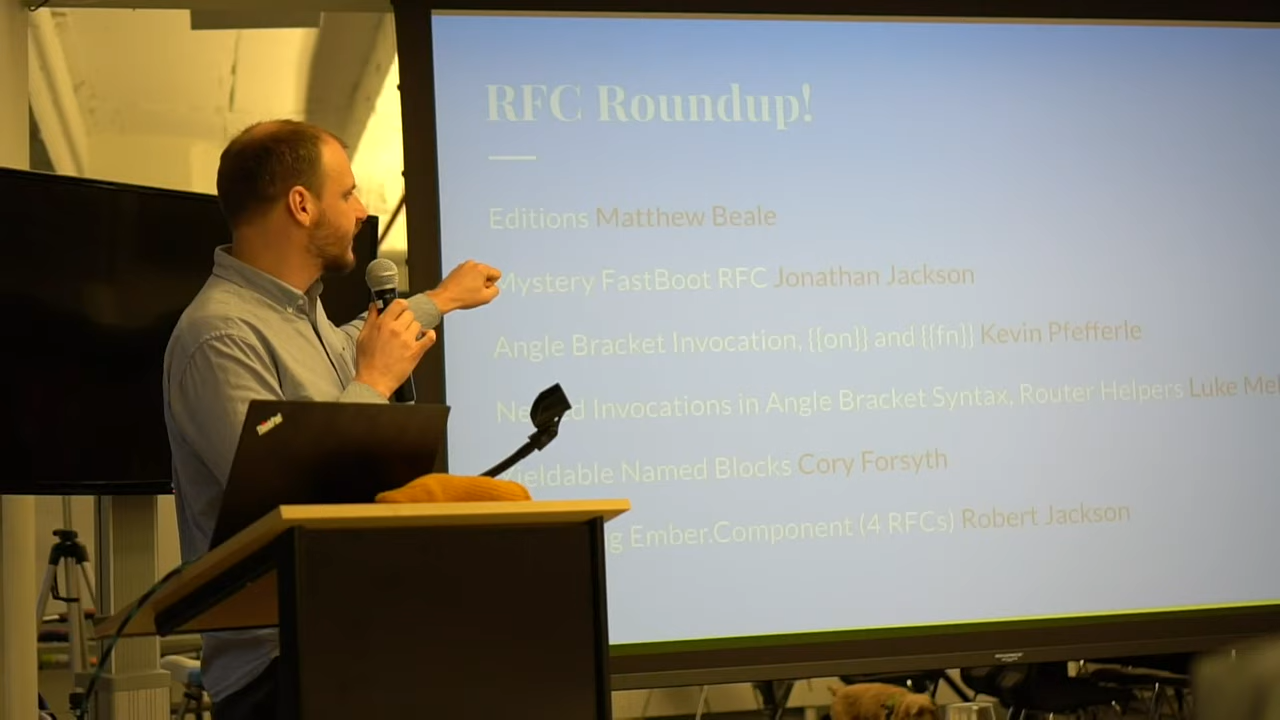 RFC Roundup!
Editions Matthew Beale
Mystery FastBoot RFC Jonathan Jackson
Angle Bracket Invocation, {{on}} and {{fn}} Kevin Pfefferle
Invocations in Angle Bracket Syntax, Router Helpers Luke
Yieldable Named Blocks Cory Forsyth
Ember.Component (4 RFCs) Robert Jackson
ThinkPad